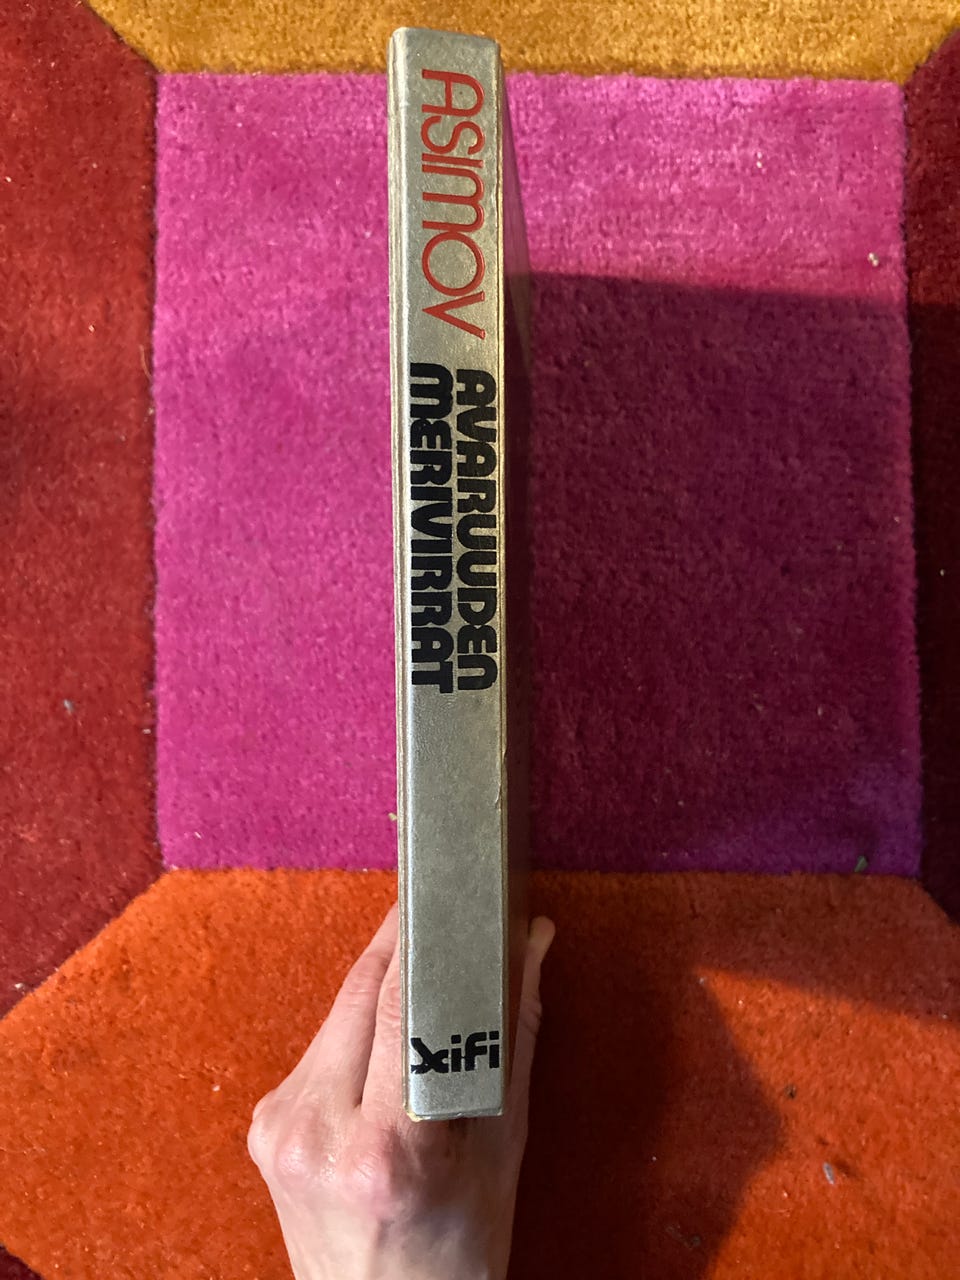 ASIMOV
AVARUUDEN
MERIVIRRAT
xifi